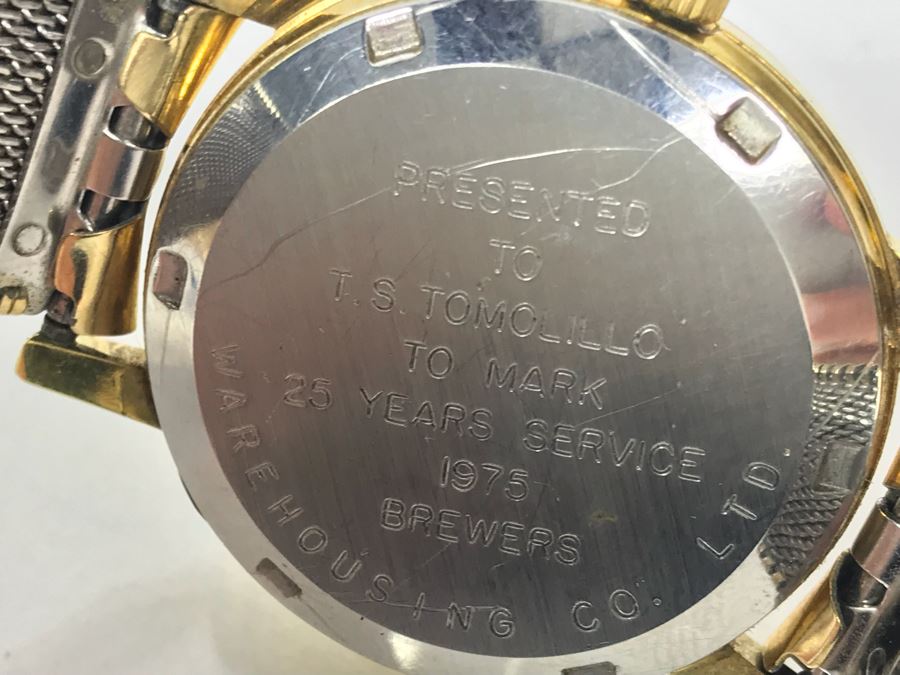 PRESENTED
TO
T. S. TOMOLILLO
TO MARK
25 YEARS SERVICE
1975
BREWERS
WAREHOUSING CO. LTD.